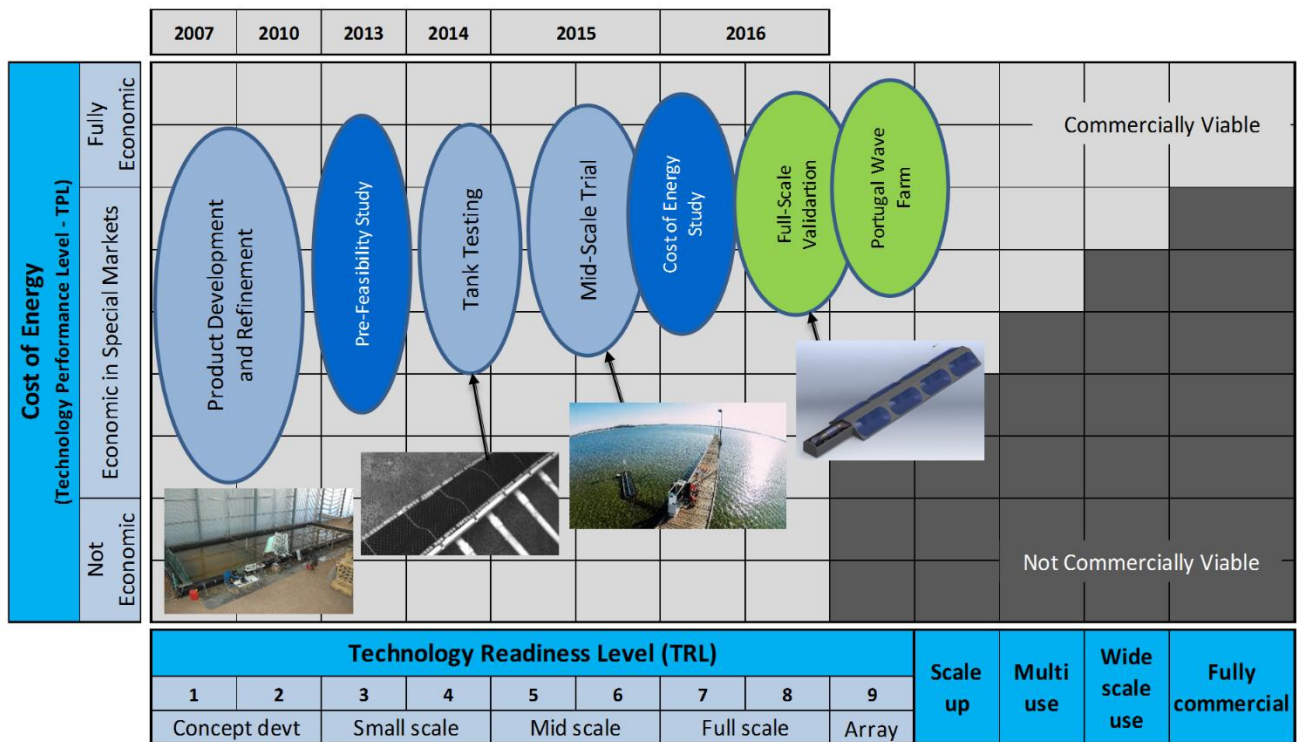 2007 2010 2013 2014 2015 2016
Cost of Energy
(Technology Performance Level - TPL)
Fully
Economic
Economic in Special Markets
Not
Economic
Product Development
and Refinement
Pre-Feasibility Study
Tank Testing
Mid-Scale Trial
Cost of Energy
Study
Full-Scale
Validartion
Portugal Wave
Farm
Commercially Viable
Not Commercially Viable
Technology Readiness Level (TRL)
1 2 3 4 5 6 7 8 9
Concept devt Small scale Mid scale Full scale Array
Scale
up
Multi
use
Wide
scale
use
Fully
commercial